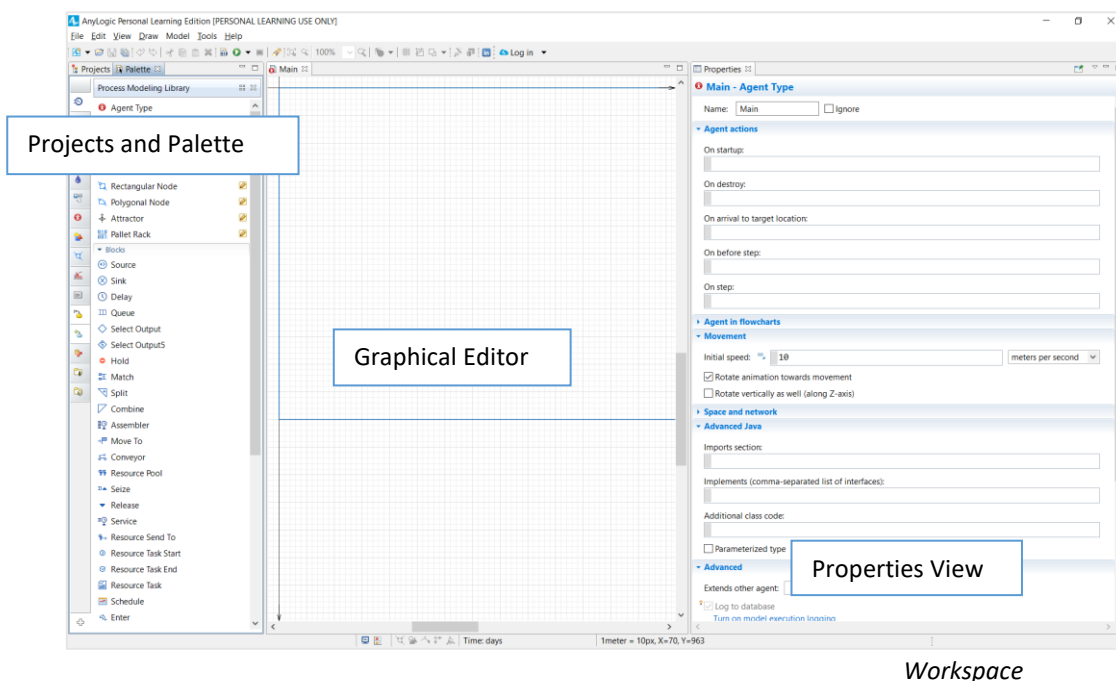 AnyLogic Personal Learning Edition [PERSONAL LEARNING USE ONLY]
File Edit View Draw Model Tools Help
100% Log in
Projects Palette
Main
Properties
Process Modeling Library
Agent Type
Projects and Palette
Rectangular Node
Polygonal Node
Attractor
Pallet Rack
Blocks
Source
Sink
Delay
Queue
Select Output
Select Output5
Hold
Match
Split
Combine
Assembler
Move To
Conveyor
Resource Pool
Seize
Release
Service
Resource Send To
Resource Task Start
Resource Task End
Resource Task
Schedule
Enter
Graphical Editor
Main - Agent Type
Name: Main Ignore
Agent actions
On startup:
On destroy:
On arrival to target location:
On before step:
On step:
Agent in flowcharts
Movement
Initial speed: 10 meters per second
Rotate animation towards movement
Rotate vertically as well (along Z-axis)
Space and network
Advanced Java
Imports section:
Implements (comma-separated list of interfaces):
Additional class code:
Parameterized type
Properties View
Advanced
Extends other agent:
Log to database
Turn on model execution logging
Time: days
1meter = 10px, X=70, Y=963
Workspace